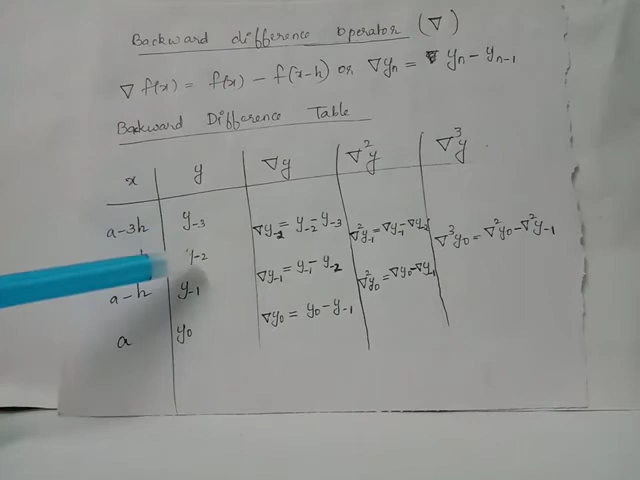 Backward difference Operator (∇)
∇ f(x) = f(x) − f(x−h) or ∇yₙ = yₙ − yₙ₋₁
Backward Difference Table
x y ∇y ∇²y ∇³y
a−3h y₋₃
∇y₋₂ = y₋₂ − y₋₃ ∇²y₋₁ = ∇y₋₁ − ∇y₋₂ ∇³y₀ = ∇²y₀ − ∇²y₋₁
y₋₂
∇y₋₁ = y₋₁ − y₋₂ ∇²y₀ = ∇y₀ − ∇y₋₁
a−h y₋₁
∇y₀ = y₀ − y₋₁
a y₀